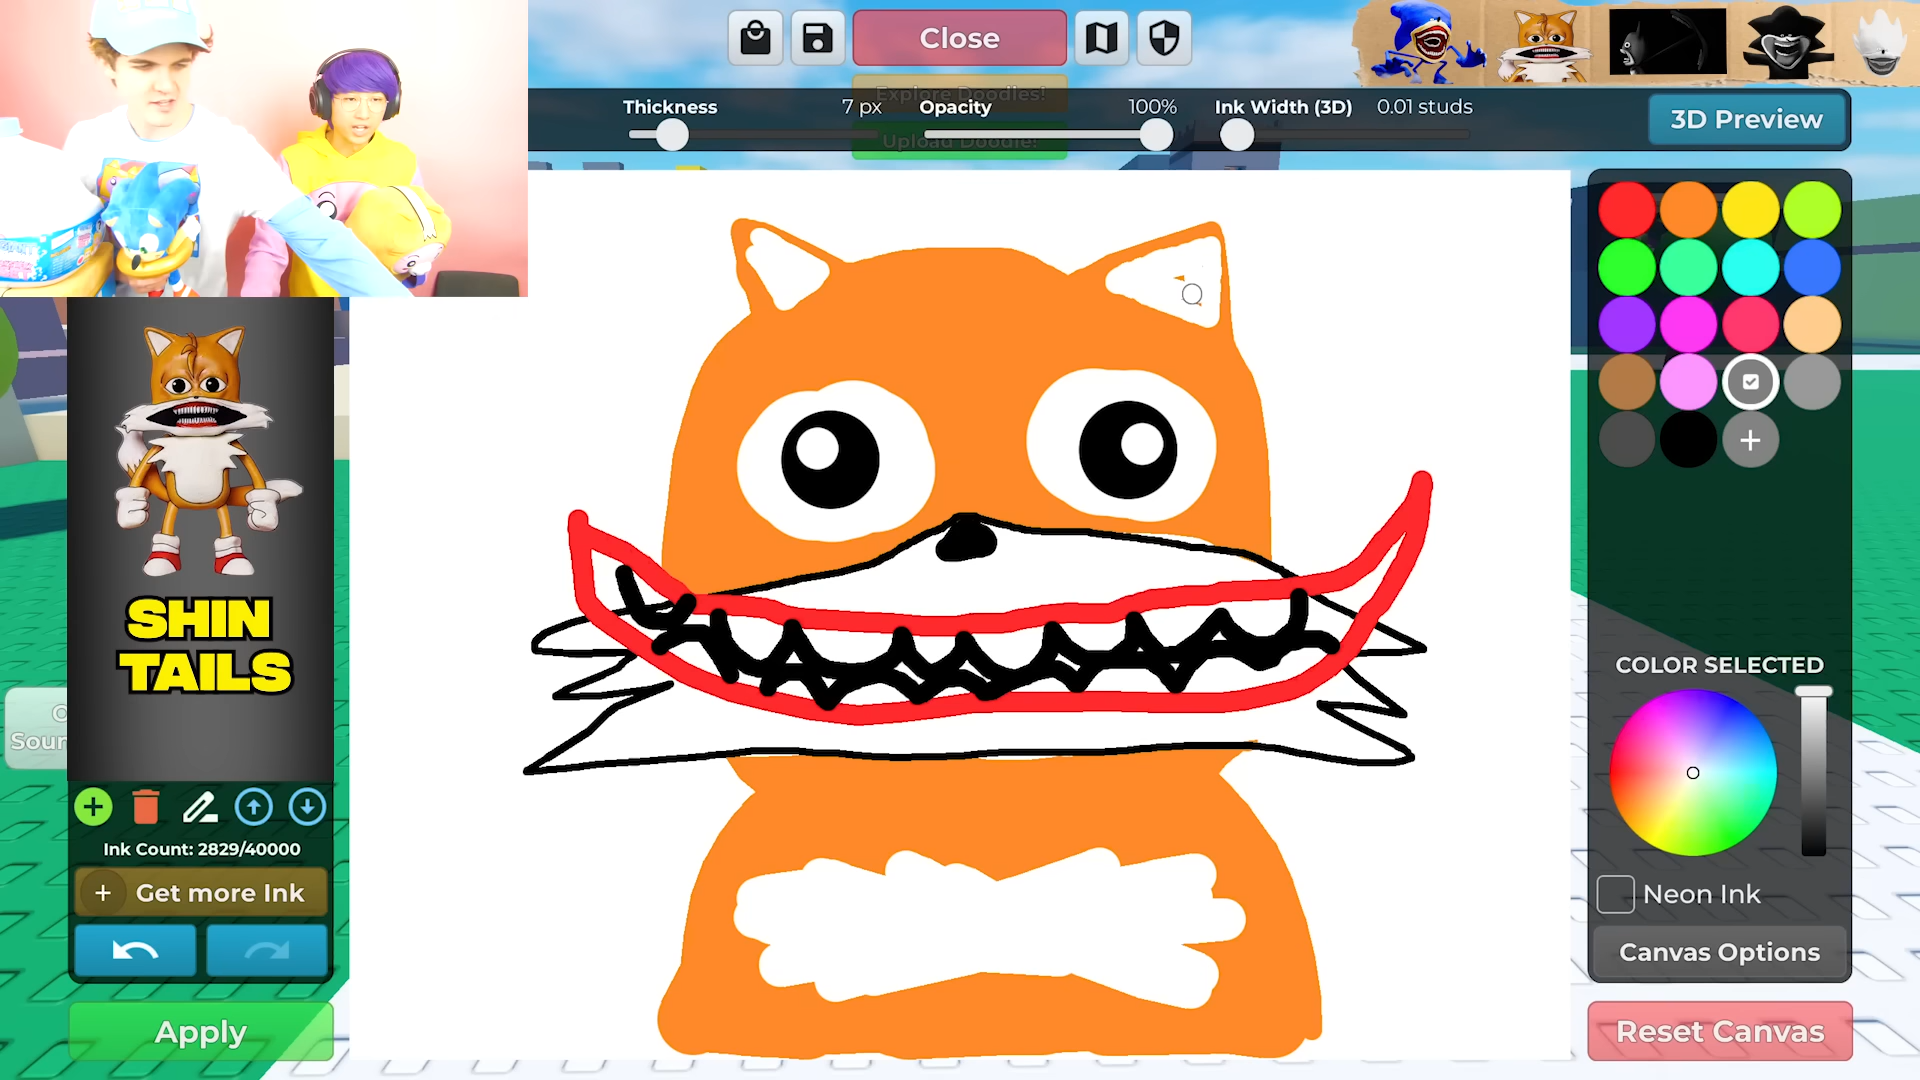 Close
Explore Doodles!
Upload Doodle!
Thickness 7 px Opacity 100% Ink Width (3D) 0.01 studs
3D Preview
SHIN
TAILS
Ink Count: 2829/40000
+ Get more Ink
Apply
COLOR SELECTED
Neon Ink
Canvas Options
Reset Canvas